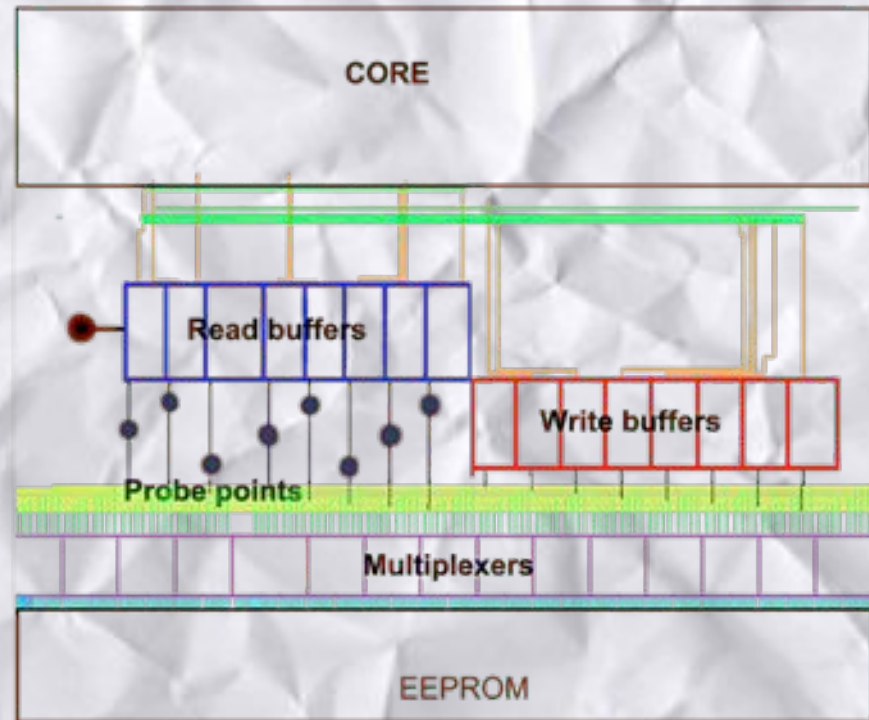 CORE
Read buffers
Write buffers
Probe points
Multiplexers
EEPROM